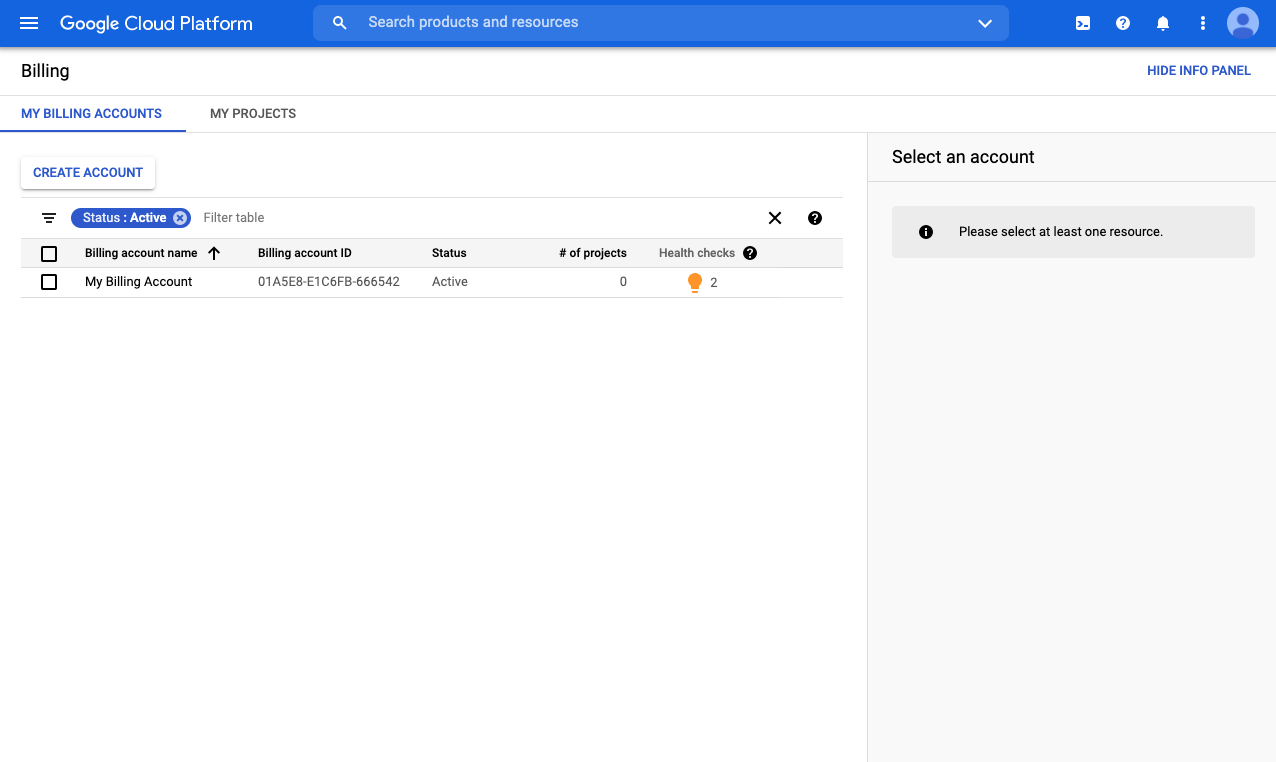 Google Cloud Platform
Search products and resources
Billing
HIDE INFO PANEL
MY BILLING ACCOUNTS
MY PROJECTS
CREATE ACCOUNT
Status : Active
Filter table
Billing account name
Billing account ID
Status
# of projects
Health checks
My Billing Account
01A5E8-E1C6FB-666542
Active
0
2
Select an account
Please select at least one resource.